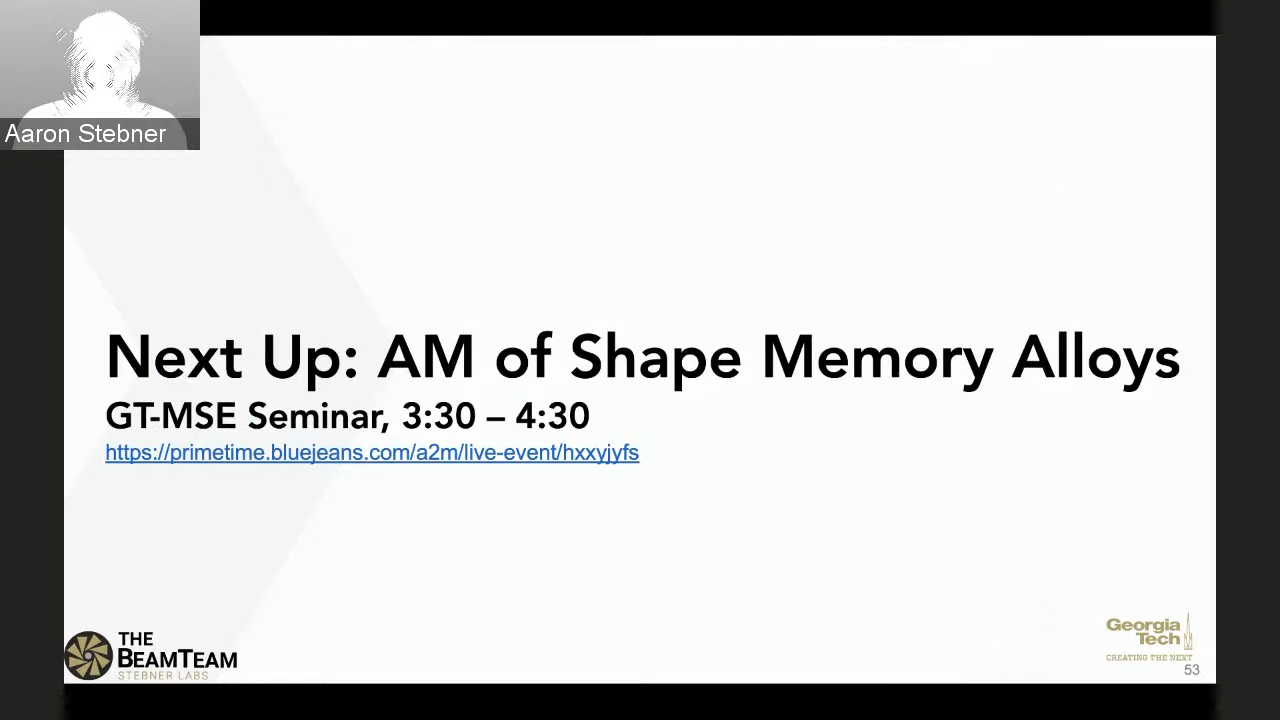 Aaron Stebner
Next Up: AM of Shape Memory Alloys
GT-MSE Seminar, 3:30 – 4:30
https://primetime.bluejeans.com/a2m/live-event/hxxyjyfs
THE
BEAMTEAM
STEBNER LABS
Georgia
Tech
CREATING THE NEXT
53